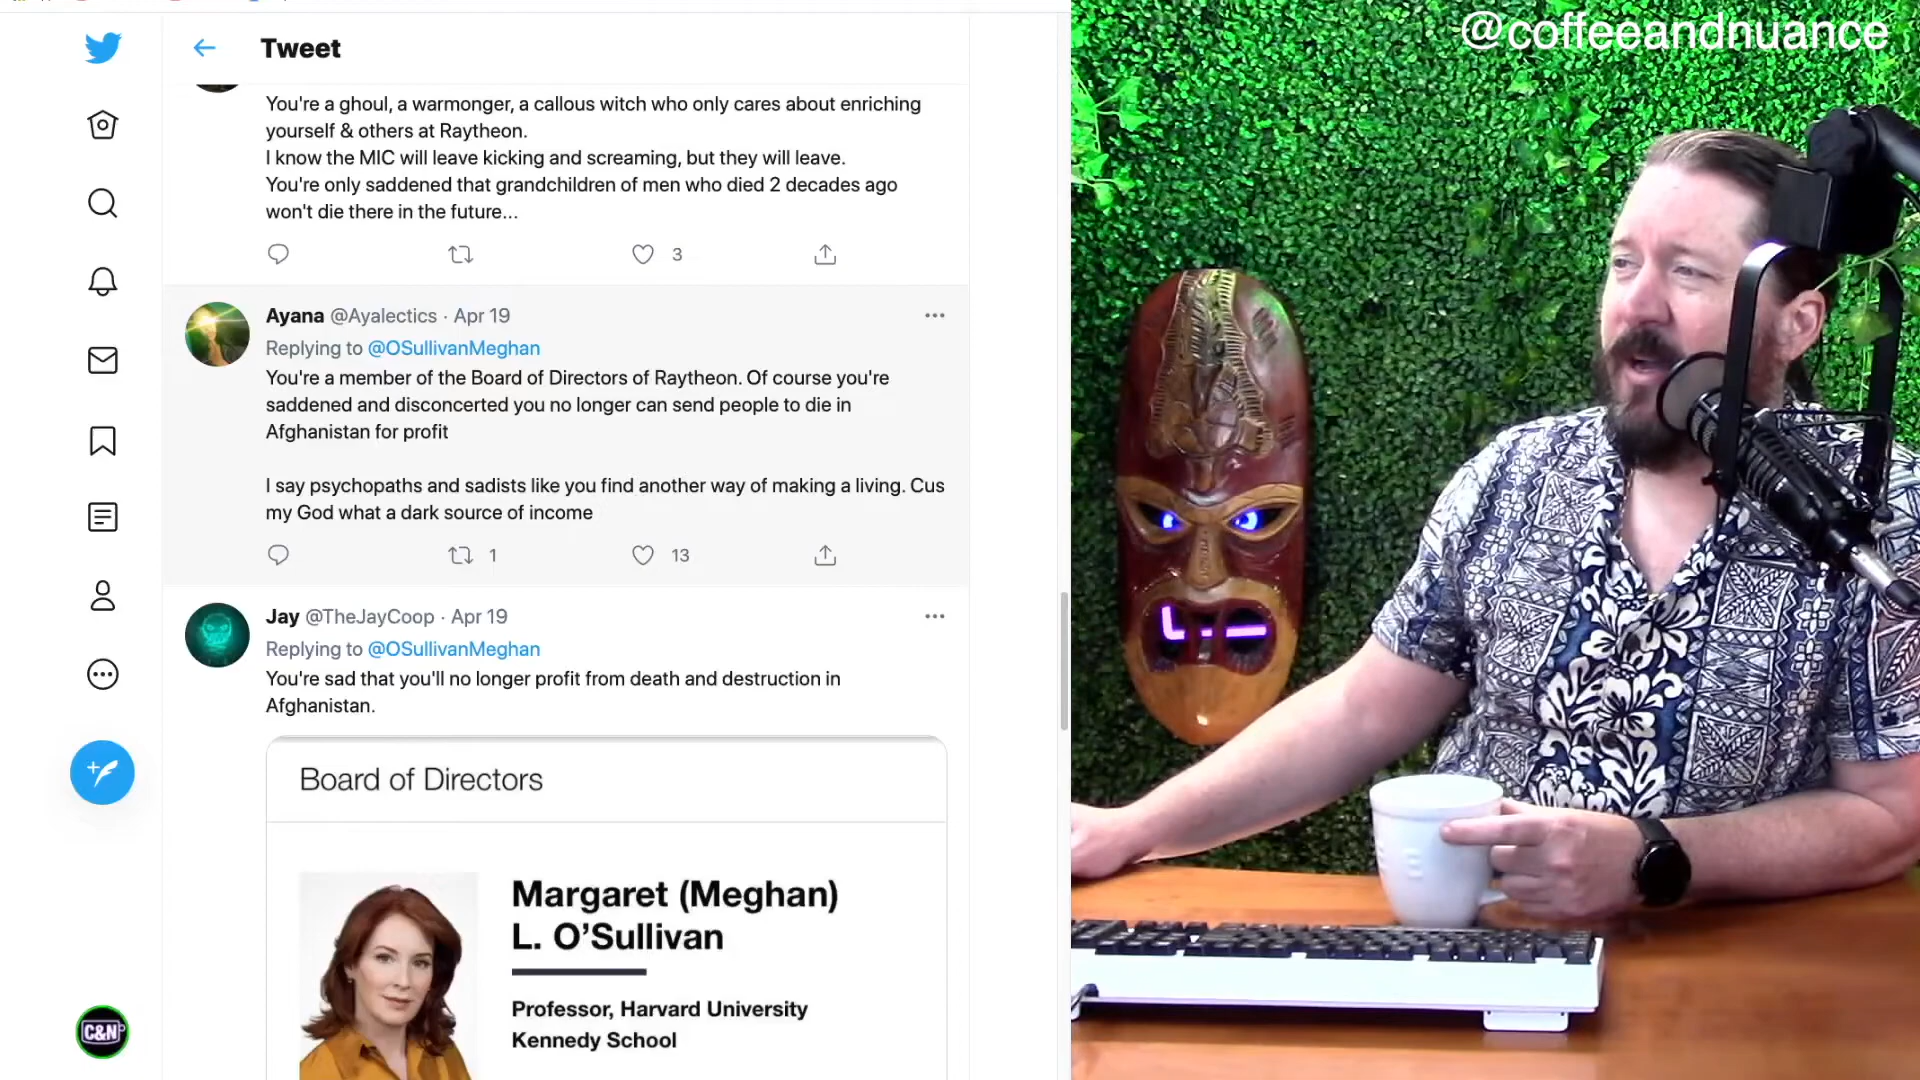 @coffeeandnuance
Tweet
You're a ghoul, a warmonger, a callous witch who only cares about enriching
yourself & others at Raytheon.
I know the MIC will leave kicking and screaming, but they will leave.
You're only saddened that grandchildren of men who died 2 decades ago
won't die there in the future...
3
Ayana @Ayalectics · Apr 19
Replying to @OSullivanMeghan
You're a member of the Board of Directors of Raytheon. Of course you're
saddened and disconcerted you no longer can send people to die in
Afghanistan for profit
I say psychopaths and sadists like you find another way of making a living. Cus
my God what a dark source of income
1 13
Jay @TheJayCoop · Apr 19
Replying to @OSullivanMeghan
You're sad that you'll no longer profit from death and destruction in
Afghanistan.
Board of Directors
Margaret (Meghan)
L. O'Sullivan
Professor, Harvard University
Kennedy School
C&N